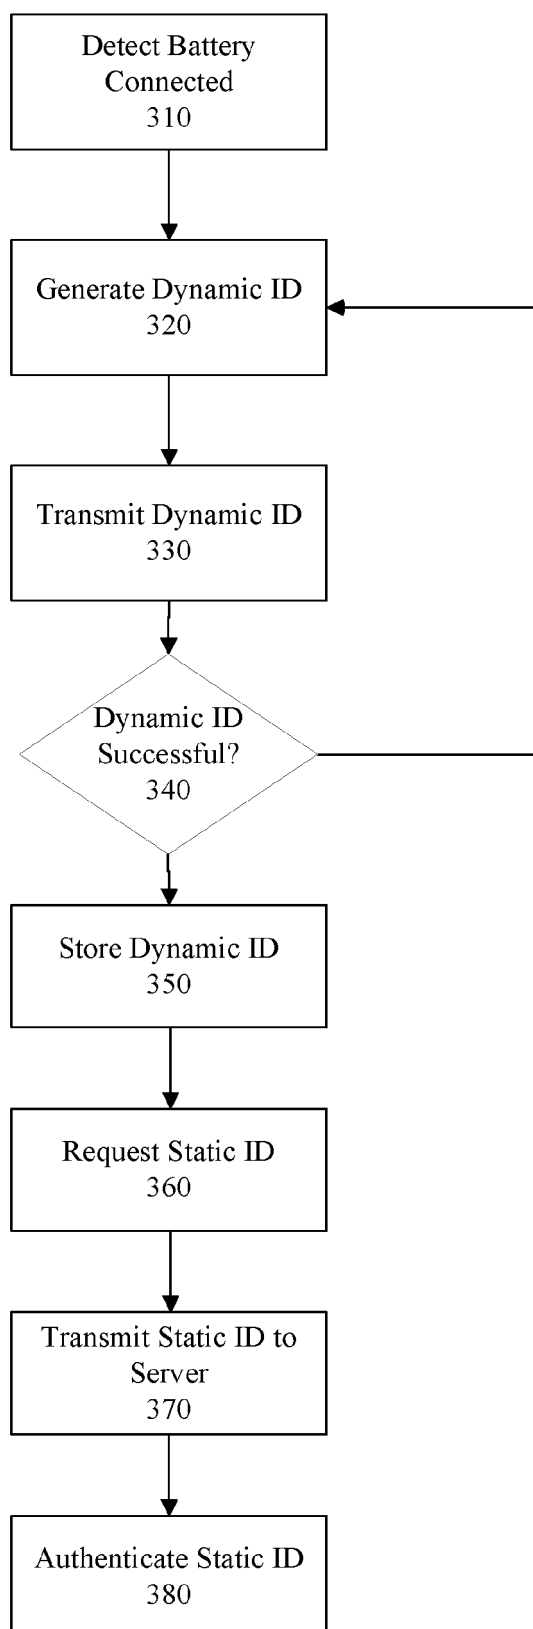 Detect Battery
Connected
310
Generate Dynamic ID
320
Transmit Dynamic ID
330
Dynamic ID
Successful?
340
Store Dynamic ID
350
Request Static ID
360
Transmit Static ID to
Server
370
Authenticate Static ID
380